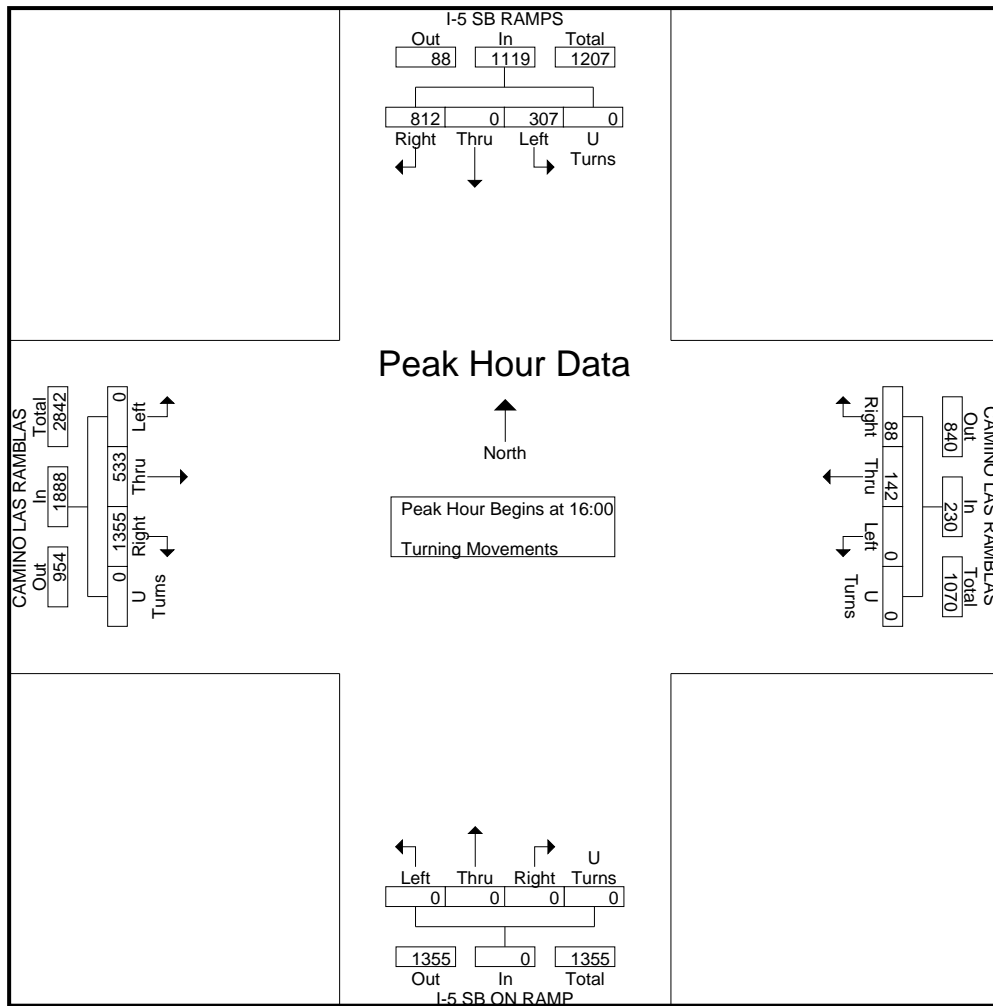 I-5 SB RAMPS
Out In Total
88 1119 1207
812 0 307 0
Right Thru Left U
Turns
Peak Hour Data
North
Peak Hour Begins at 16:00
Turning Movements
CAMINO LAS RAMBLAS
Total In Out
2842 1888 954
0 533 1355 0
Left Thru Right U
Turns
CAMINO LAS RAMBLAS
Out In Total
840 230 1070
88 142 0 0
Right Thru Left U
Turns
U
Left Thru Right Turns
0 0 0 0
1355 0 1355
Out In Total
I-5 SB ON RAMP